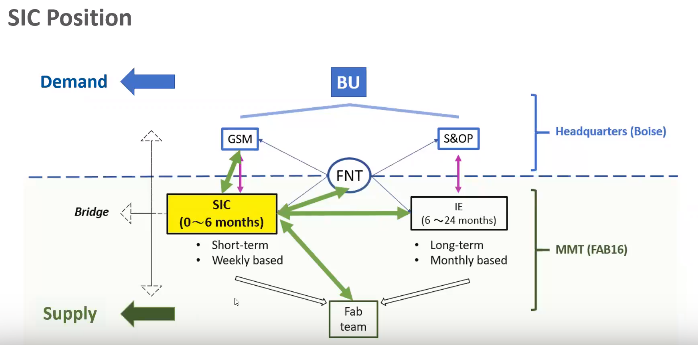 SIC Position
Demand
BU
GSM
S&OP
Headquarters (Boise)
FNT
Bridge
SIC
(0～6 months)
IE
(6 ～24 months)
• Short-term
• Weekly based
• Long-term
• Monthly based
MMT (FAB16)
Supply
Fab
team